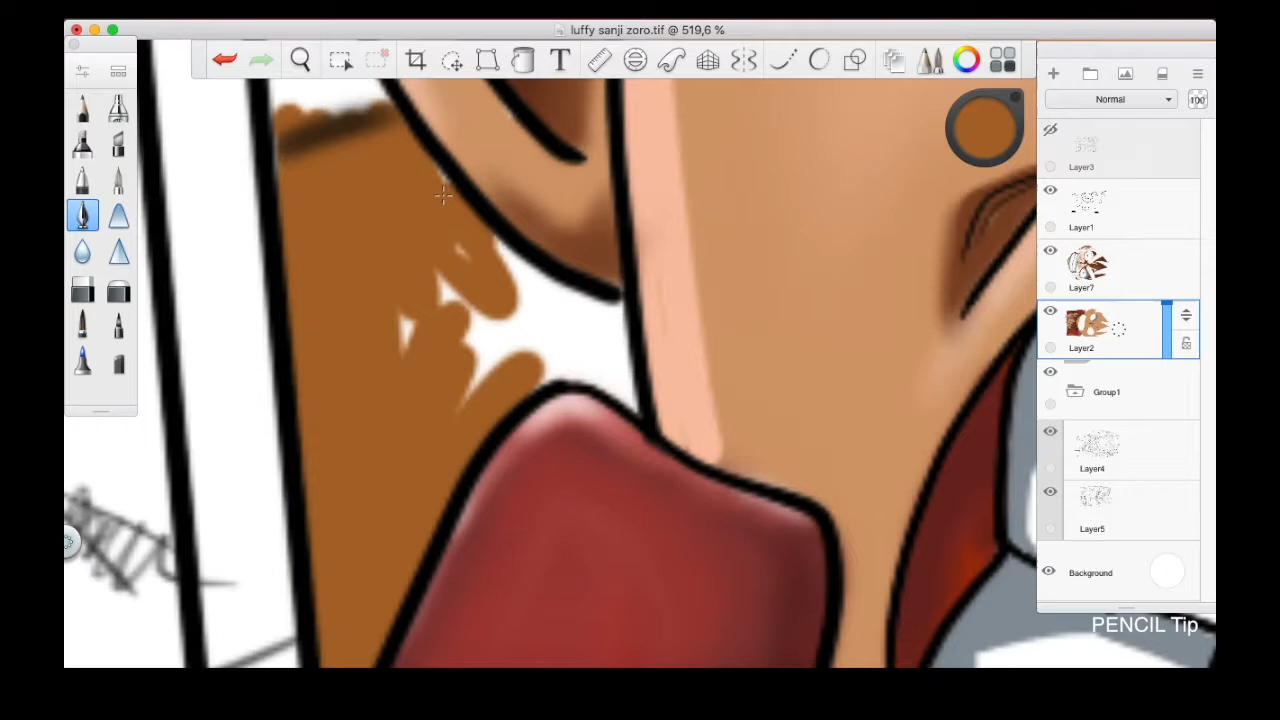 luffy sanji zoro.tif @ 519,6 %
T
Normal
100
Layer3
Layer1
Layer7
Layer2
Group1
Layer4
Layer5
Background
PENCIL Tip